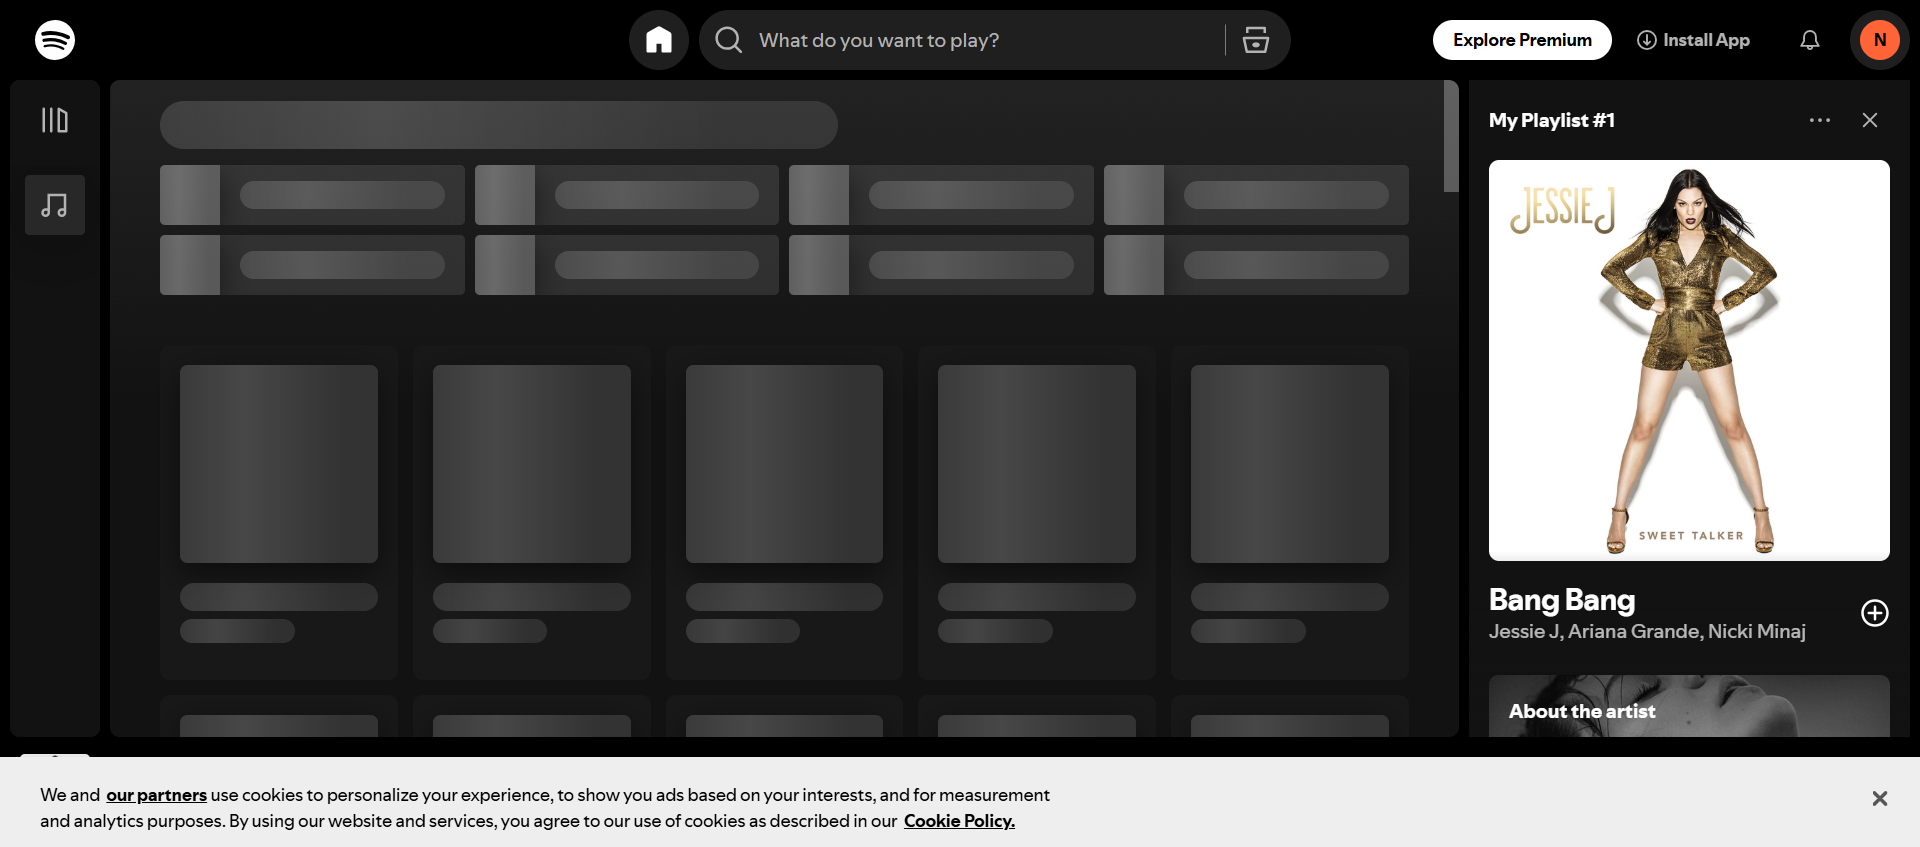 What do you want to play?
Explore Premium
Install App
N
My Playlist #1
JESSIE J
SWEET TALKER
Bang Bang
Jessie J, Ariana Grande, Nicki Minaj
About the artist
We and our partners use cookies to personalize your experience, to show you ads based on your interests, and for measurement
and analytics purposes. By using our website and services, you agree to our use of cookies as described in our Cookie Policy.